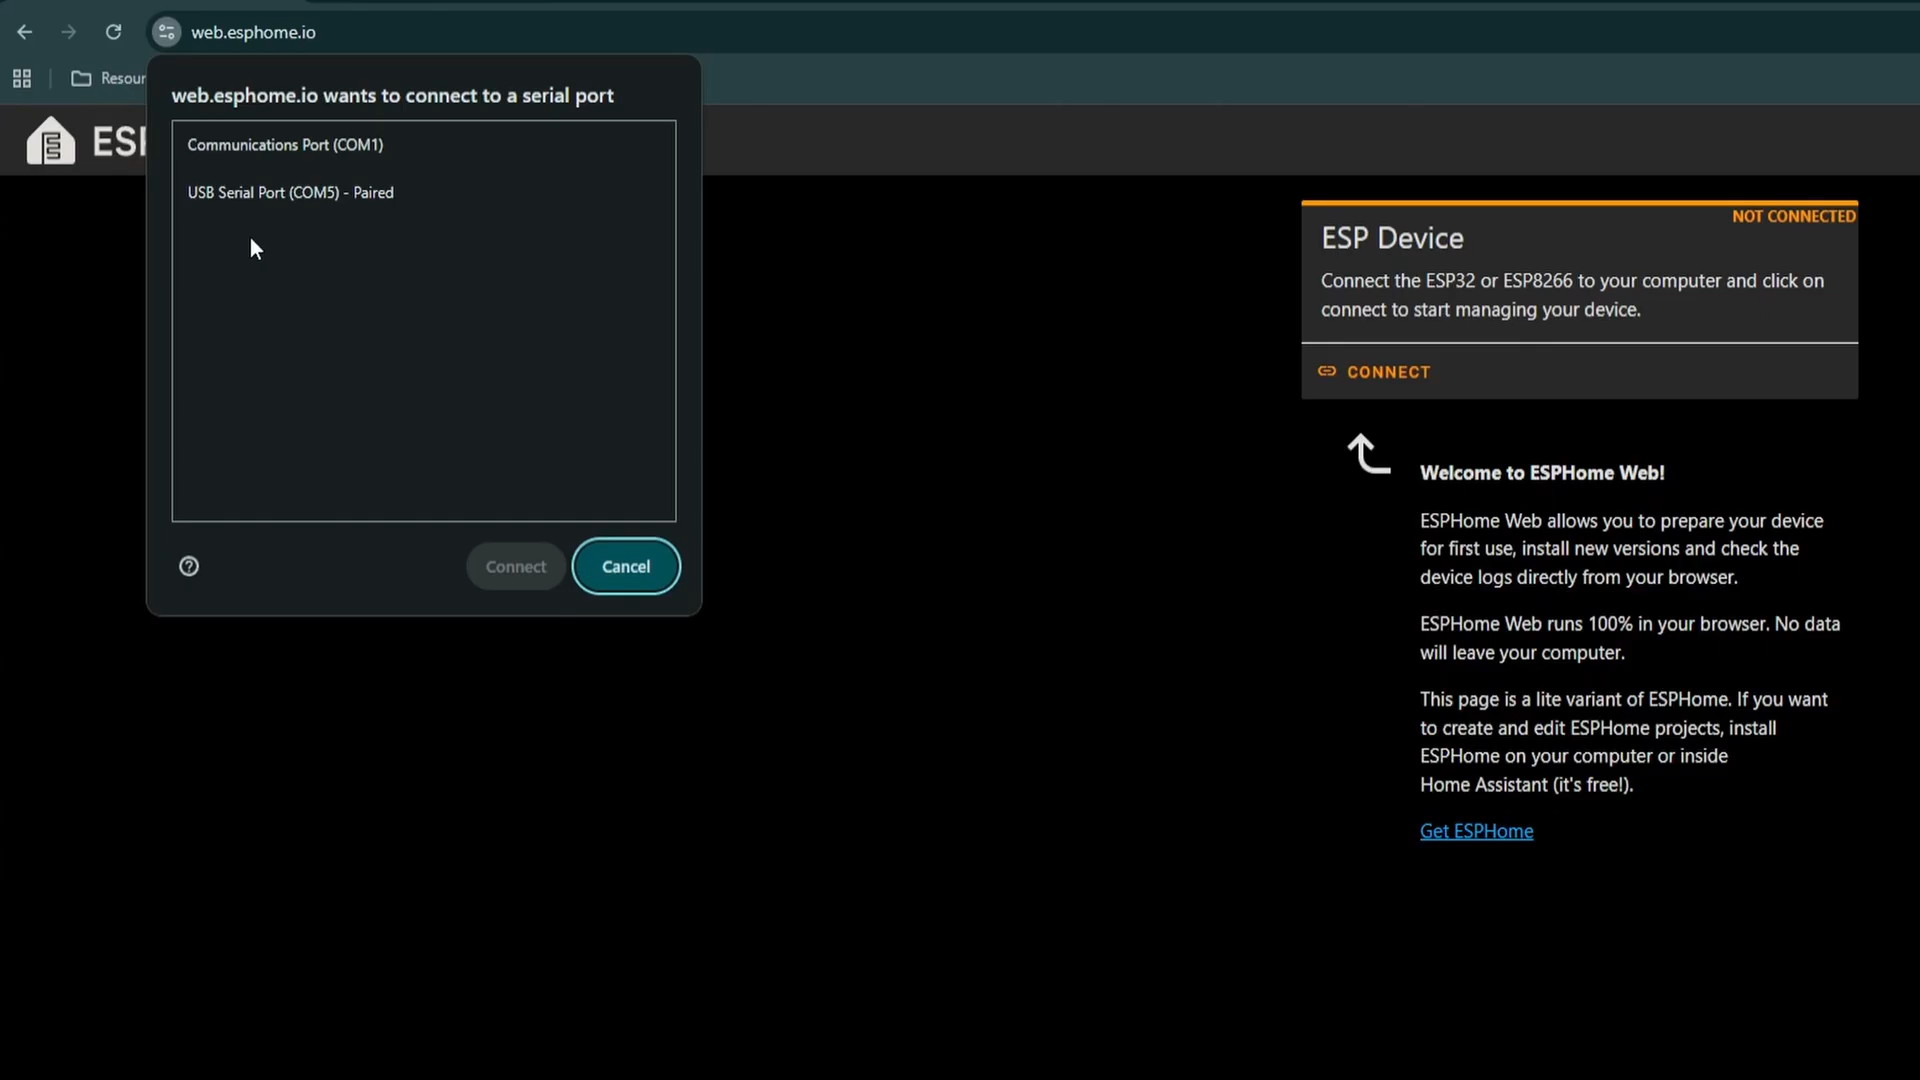 web.esphome.io
Resour
web.esphome.io wants to connect to a serial port
Communications Port (COM1)
USB Serial Port (COM5) - Paired
Connect
Cancel
ESP
NOT CONNECTED
ESP Device
Connect the ESP32 or ESP8266 to your computer and click on
connect to start managing your device.
CONNECT
Welcome to ESPHome Web!
ESPHome Web allows you to prepare your device
for first use, install new versions and check the
device logs directly from your browser.
ESPHome Web runs 100% in your browser. No data
will leave your computer.
This page is a lite variant of ESPHome. If you want
to create and edit ESPHome projects, install
ESPHome on your computer or inside
Home Assistant (it's free!).
Get ESPHome